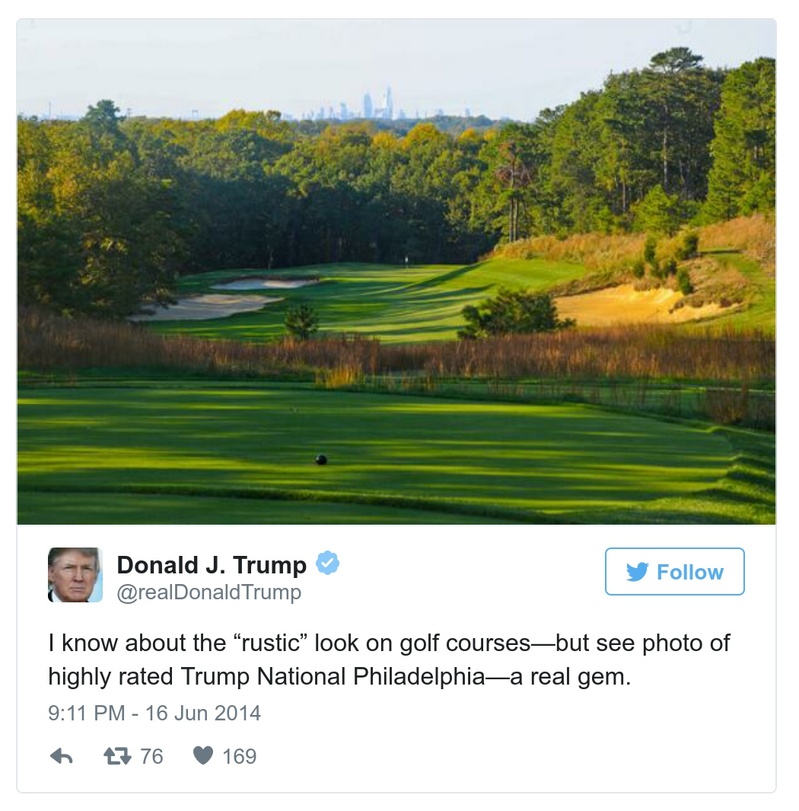 Donald J. Trump
@realDonaldTrump
Follow
I know about the “rustic” look on golf courses—but see photo of
highly rated Trump National Philadelphia—a real gem.
9:11 PM - 16 Jun 2014
76 169